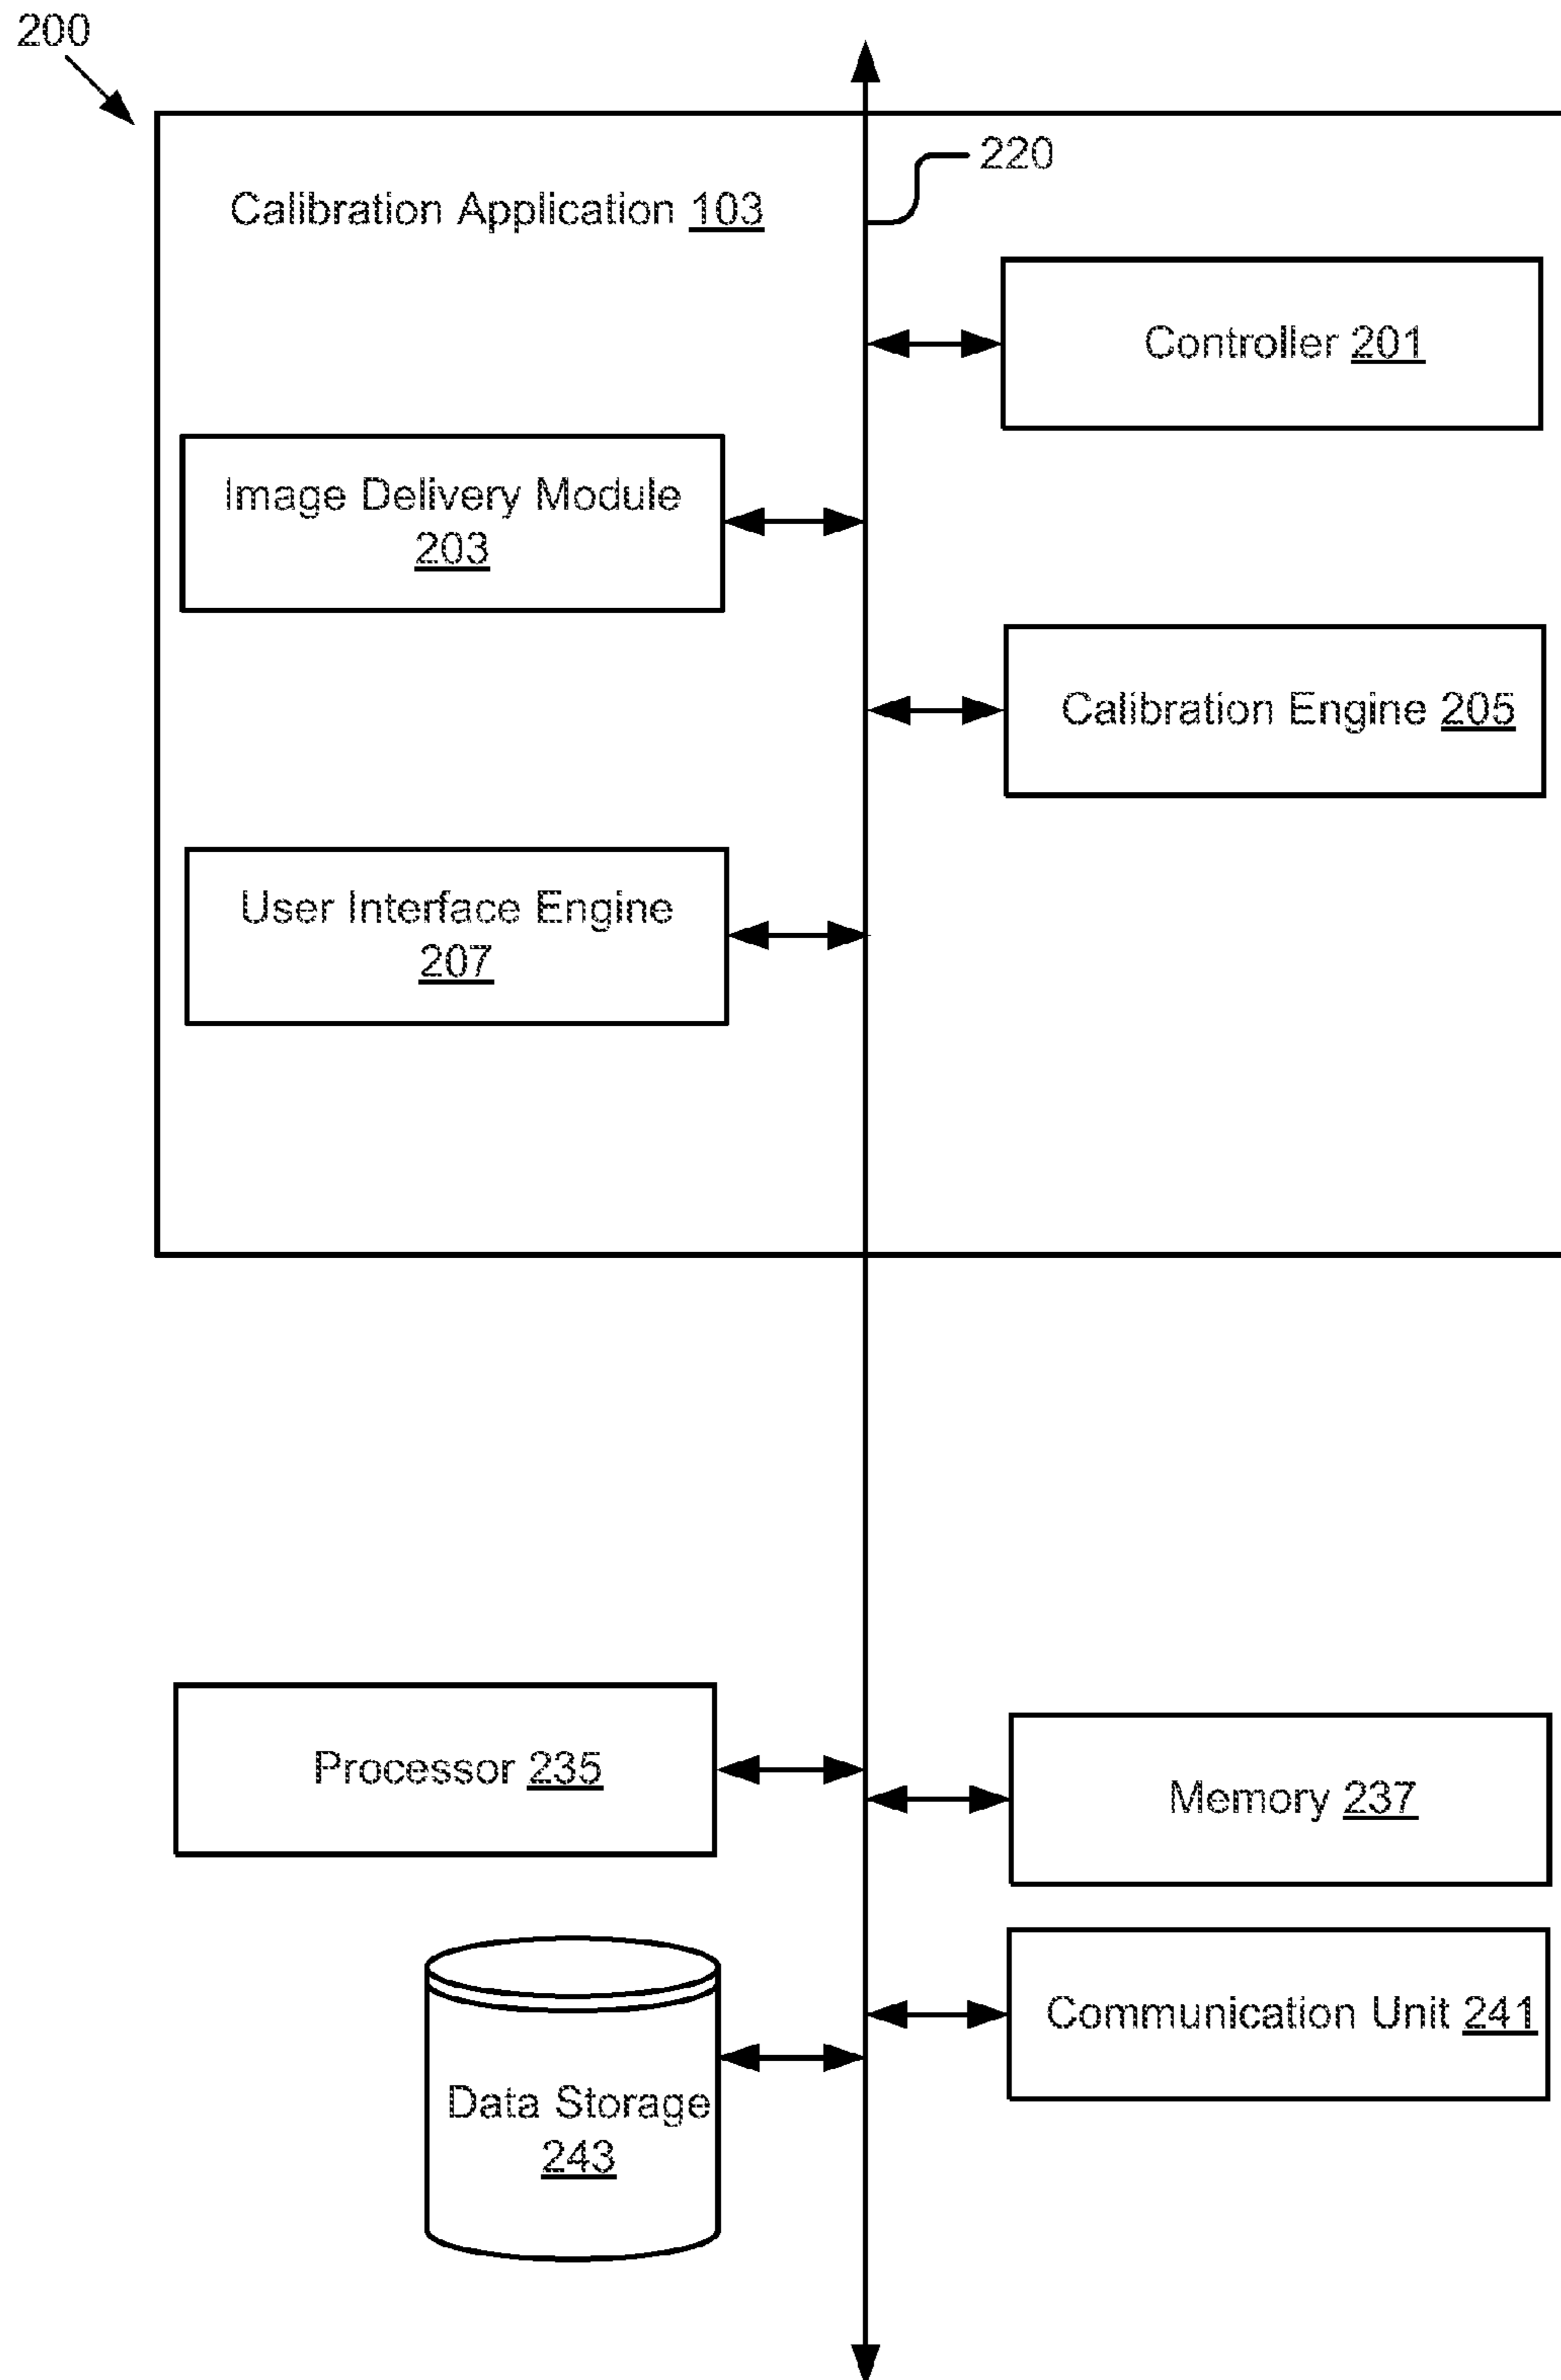 200
220
Calibration Application 103
Controller 201
Image Delivery Module
203
Calibration Engine 205
User Interface Engine
207
Processor 235
Memory 237
Communication Unit 241
Data Storage
243